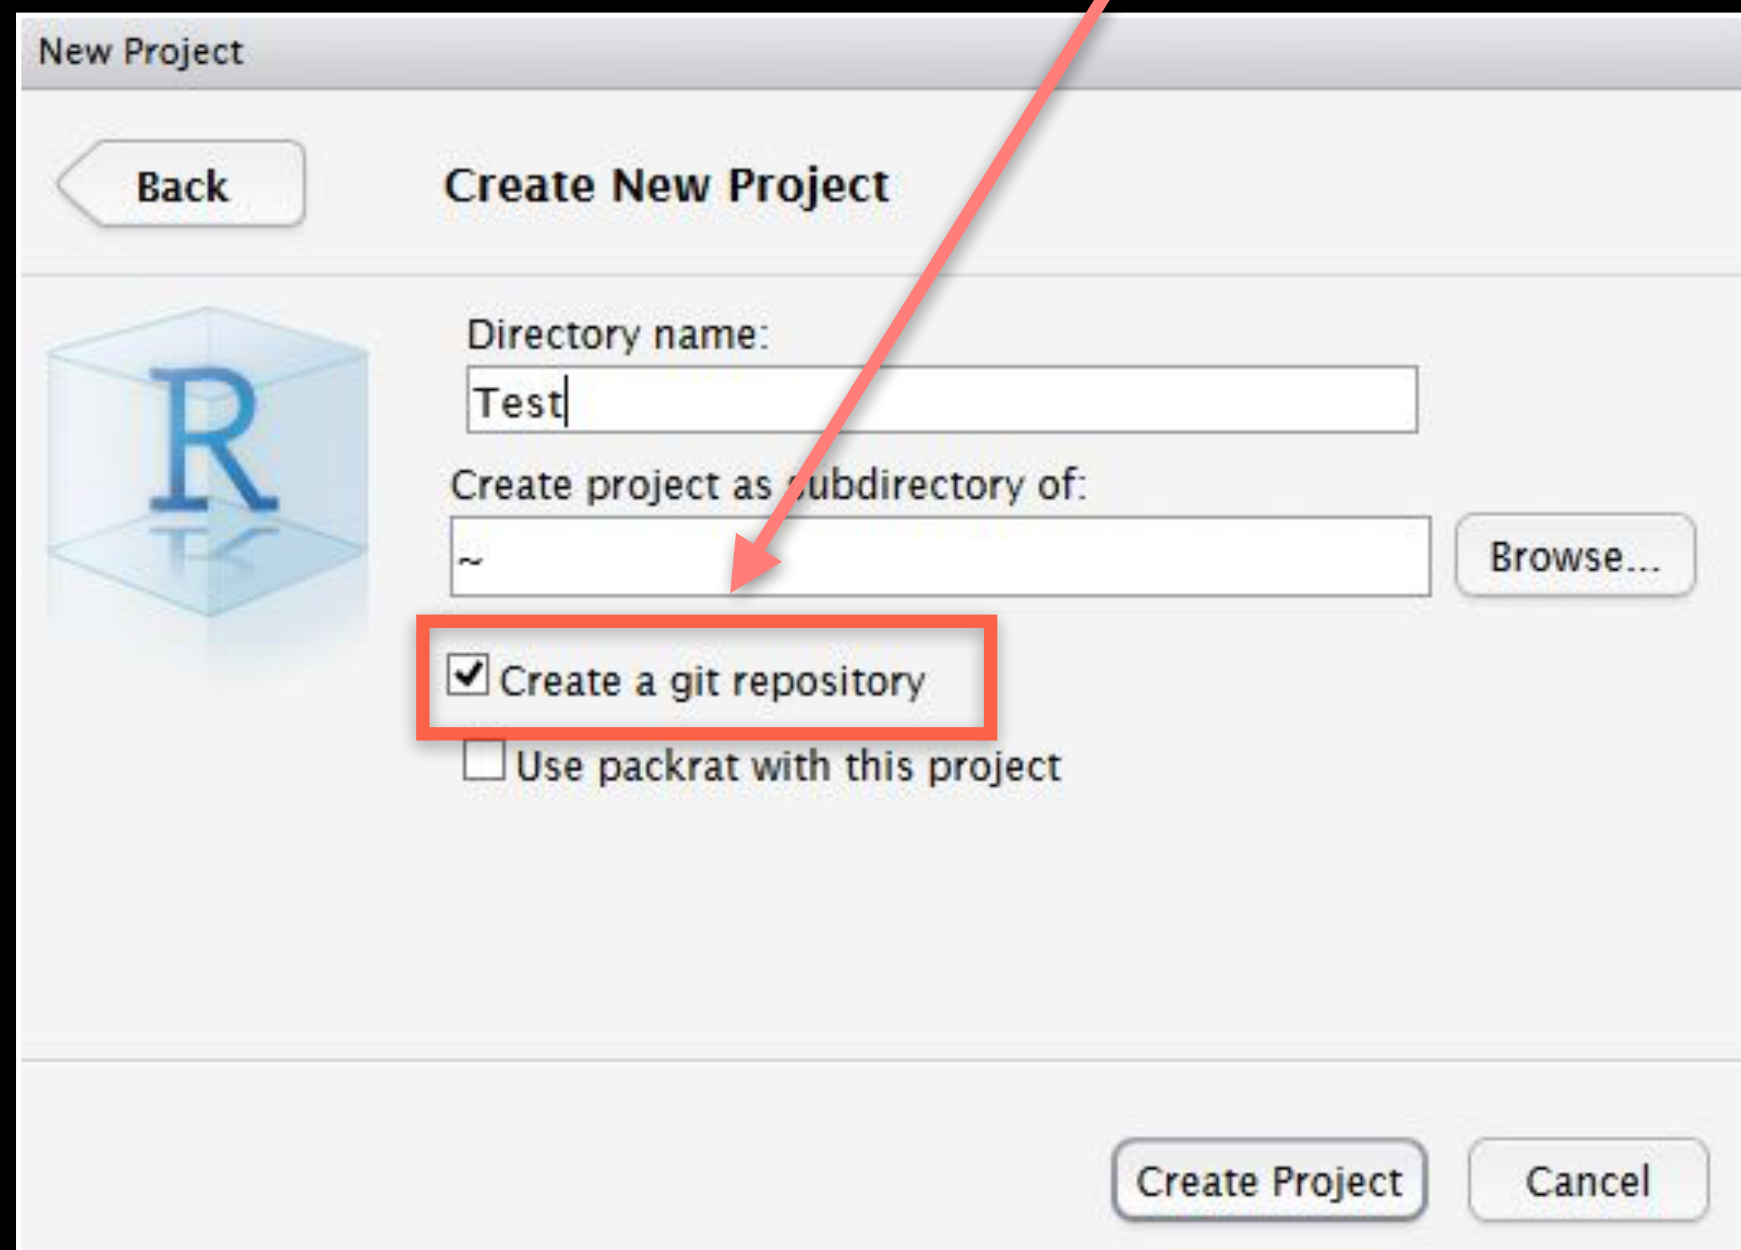 New Project
Back
Create New Project
R
Directory name:
Test
Create project as subdirectory of:
~
Browse...
Create a git repository
Use packrat with this project
Create Project
Cancel